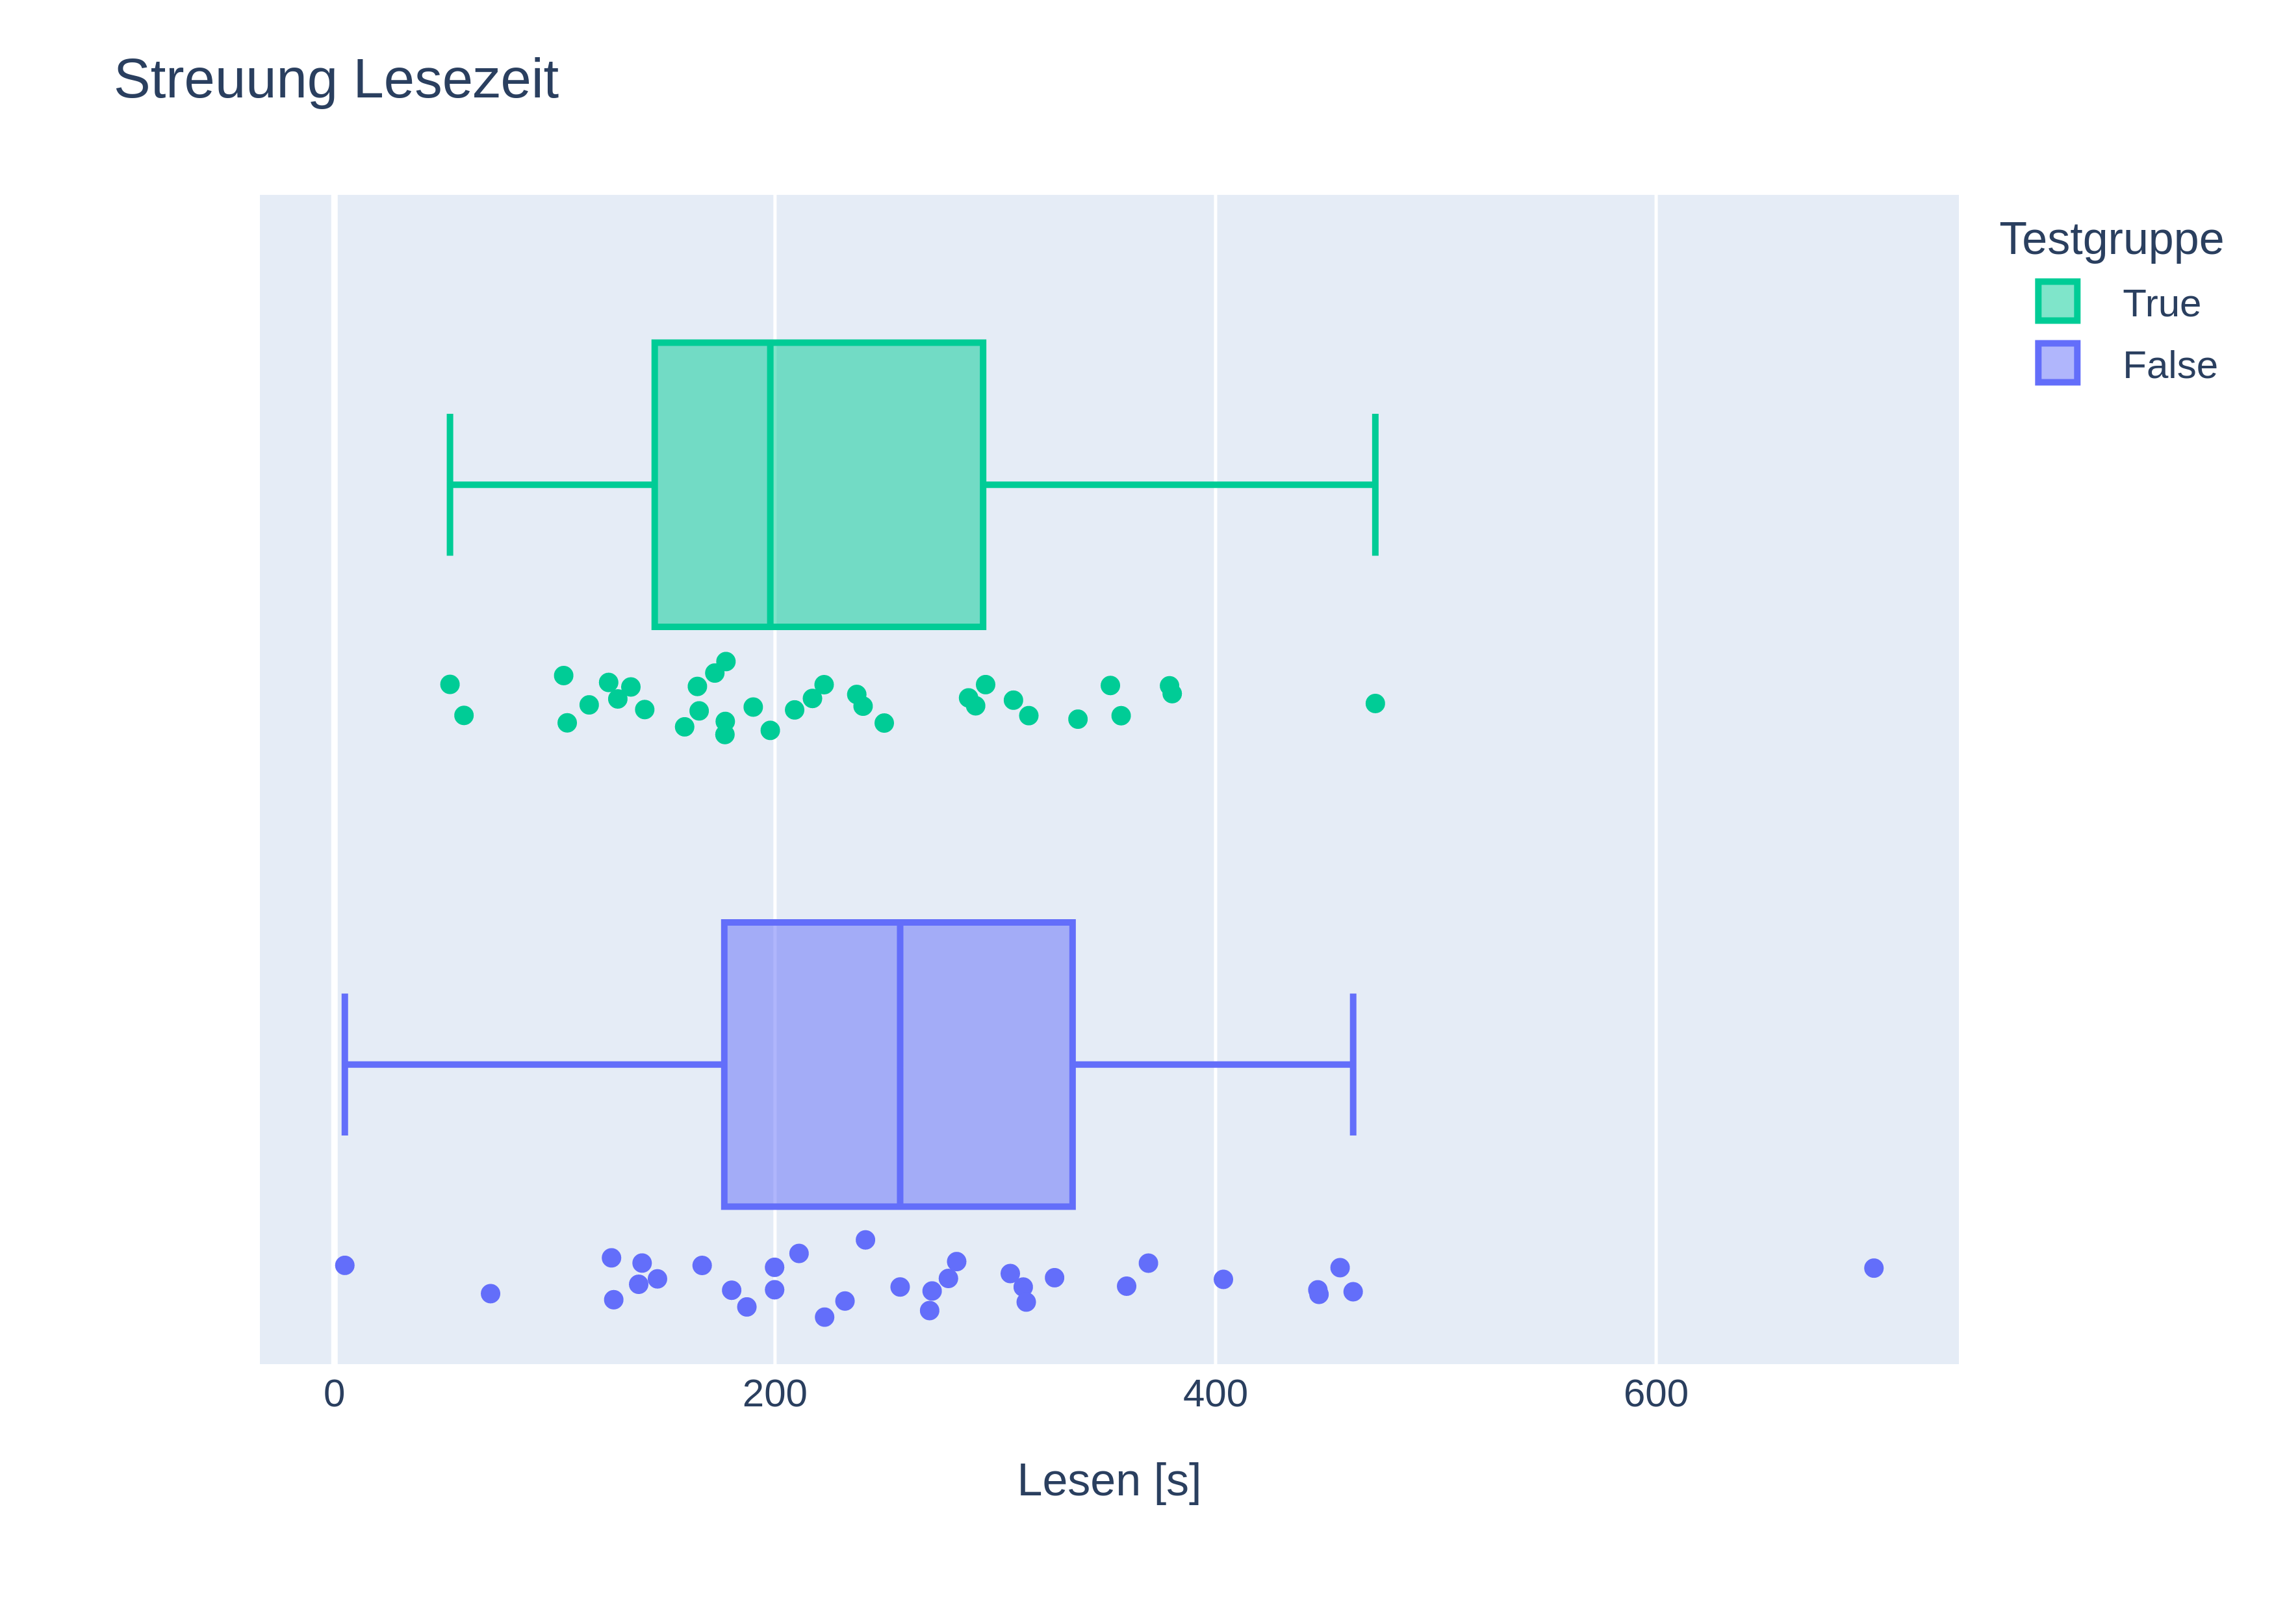 Streuung Lesezeit
Testgruppe
True
False
0
200
400
600
Lesen [s]